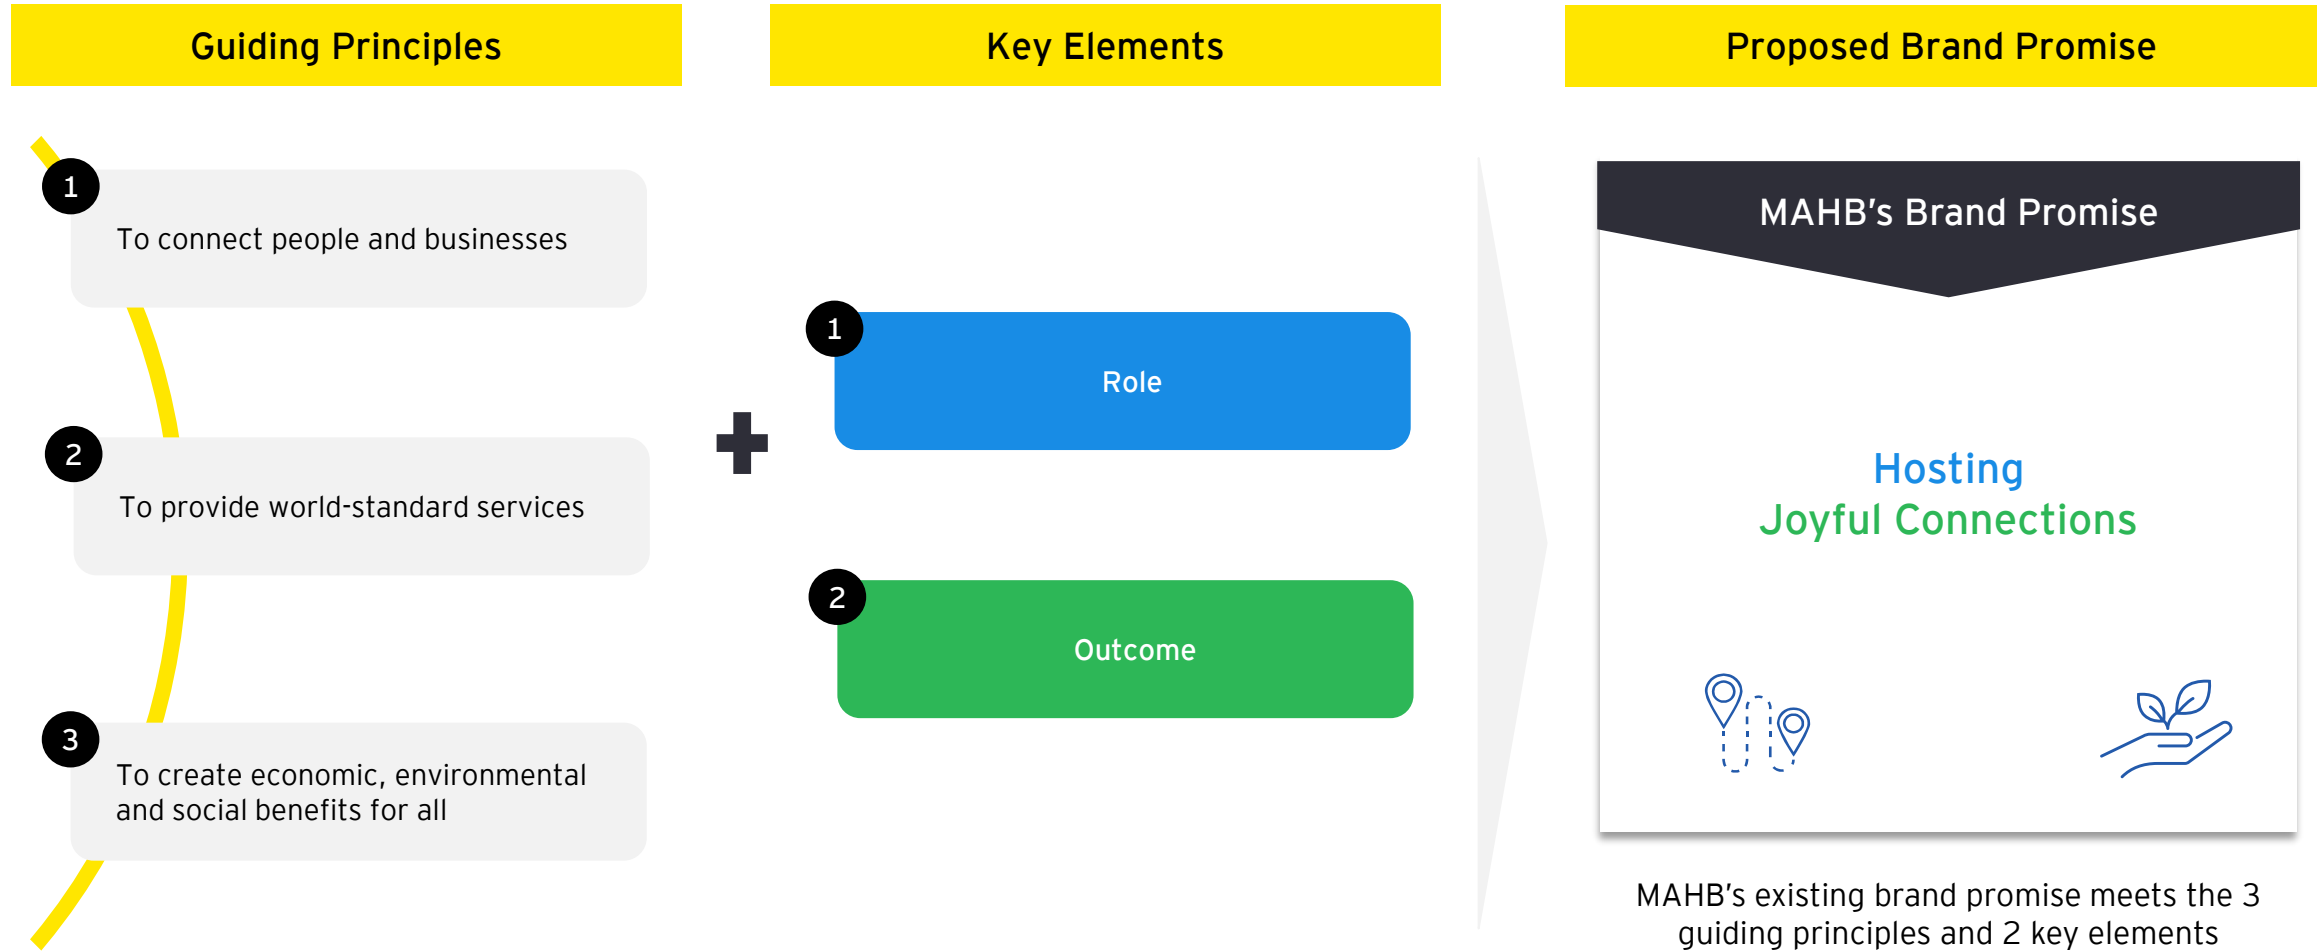 Guiding Principles
1
To connect people and businesses
2
To provide world-standard services
3
To create economic, environmental
and social benefits for all
Key Elements
1
Role
2
Outcome
Proposed Brand Promise
MAHB's Brand Promise
Hosting
Joyful Connections
MAHB's existing brand promise meets the 3
guiding principles and 2 key elements